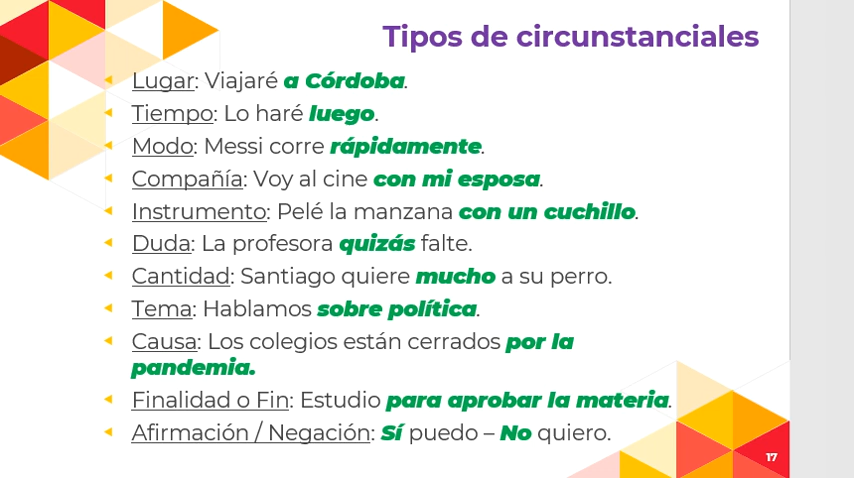 Tipos de circunstanciales
Lugar: Viajaré a Córdoba.
Tiempo: Lo haré luego.
Modo: Messi corre rápidamente.
Compañía: Voy al cine con mi esposa.
Instrumento: Pelé la manzana con un cuchillo.
Duda: La profesora quizás falte.
Cantidad: Santiago quiere mucho a su perro.
Tema: Hablamos sobre política.
Causa: Los colegios están cerrados por la
pandemia.
Finalidad o Fin: Estudio para aprobar la materia.
Afirmación / Negación: Sí puedo – No quiero.
17